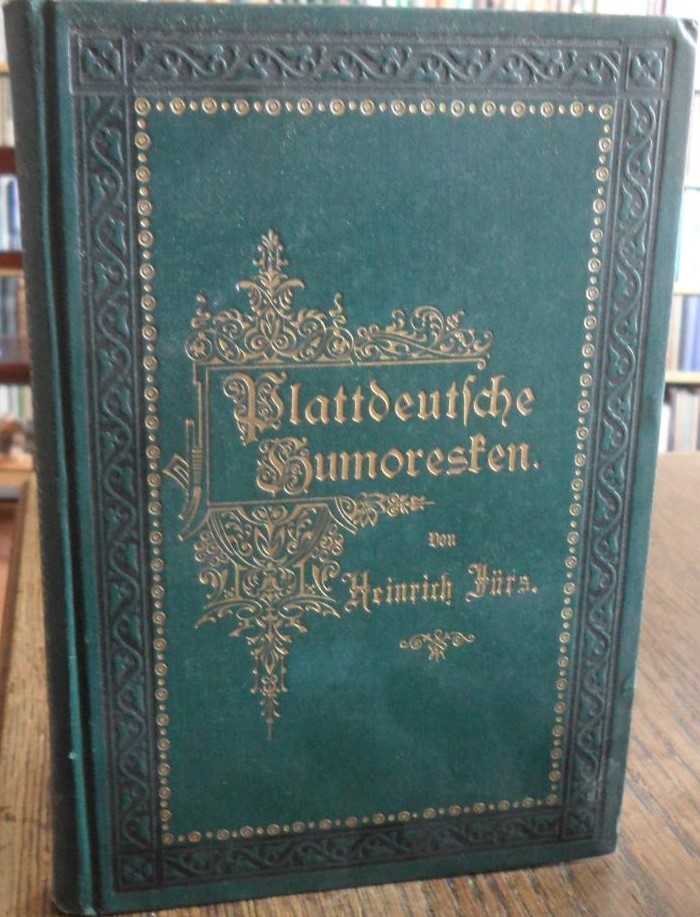 Plattdeutſche
Humoresken.
von
Heinrich Jürs.